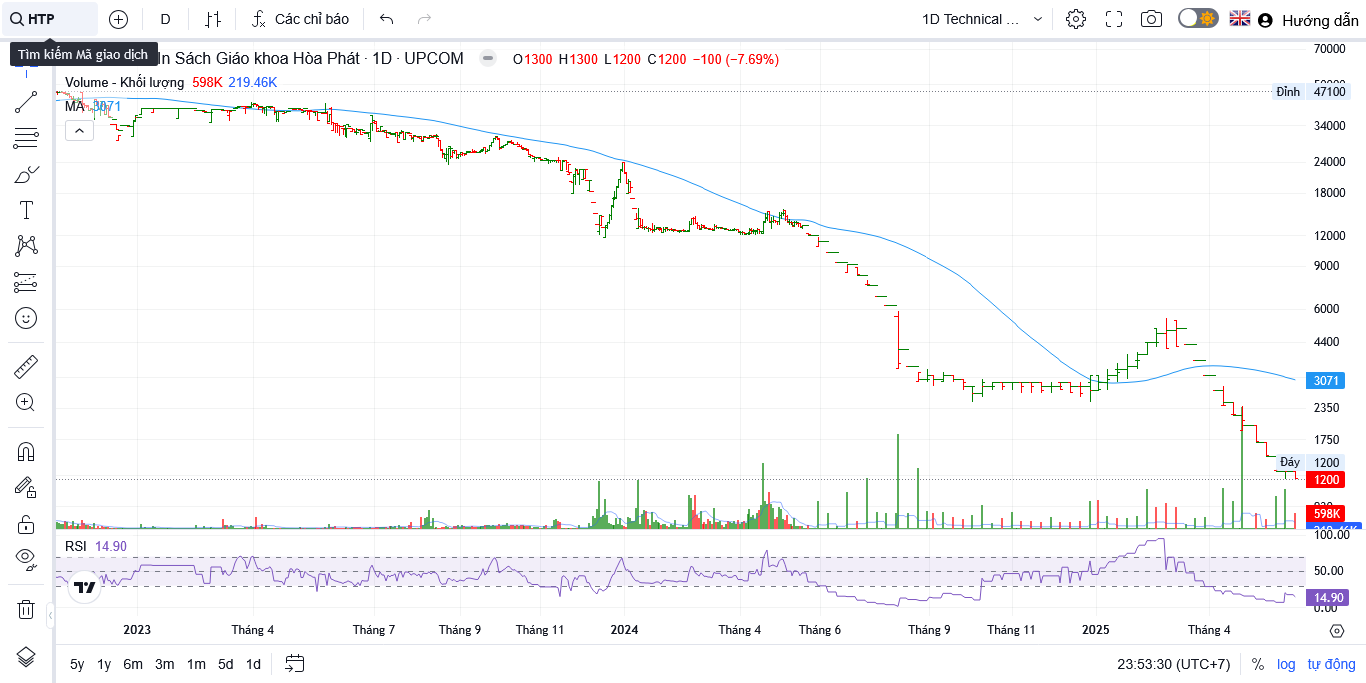 HTP
D
Các chỉ báo
1D Technical ...
Hướng dẫn
Tìm kiếm Mã giao dịch
In Sách Giáo khoa Hòa Phát · 1D · UPCOM
O1300 H1300 L1200 C1200 −100 (−7.69%)
Volume - Khối lượng 598K 219.46K
MA 3071
70000
Đỉnh 47100
34000
24000
18000
12000
9000
6000
4400
3071
2350
1750
Đáy 1200
1200
598K
100.00
RSI 14.90
50.00
14.90
0.00
2023 Tháng 4 Tháng 7 Tháng 9 Tháng 11 2024 Tháng 4 Tháng 6 Tháng 9 Tháng 11 2025 Tháng 4
5y 1y 6m 3m 1m 5d 1d
23:53:30 (UTC+7) % log tự động